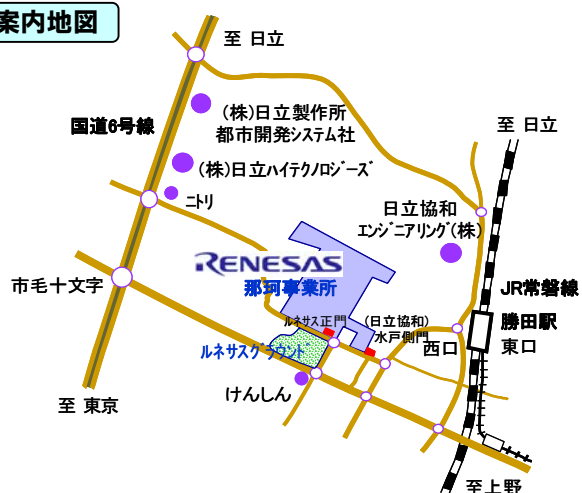 案内地図
至 日立
(株)日立製作所
都市開発システム社
国道6号線
至 日立
(株)日立ハイテクノロジーズ
ニトリ
日立協和
エンジニアリング(株)
RENESAS
那珂事業所
市毛十文字
JR常磐線
ルネサス正門
(日立協和)
水戸側門
勝田駅
西口
東口
ルネサスグラウンド
けんしん
至 東京
至上野